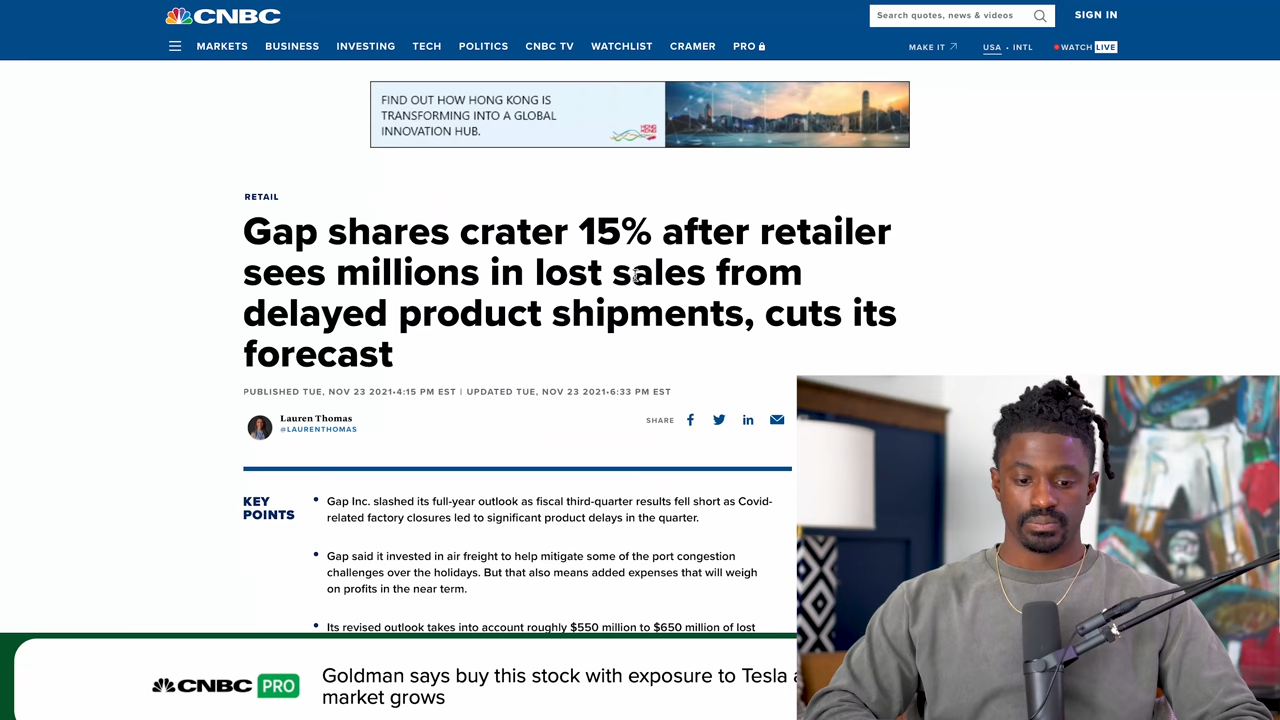 CNBC
Search quotes, news & videos
SIGN IN
MARKETS BUSINESS INVESTING TECH POLITICS CNBC TV WATCHLIST CRAMER PRO
MAKE IT USA • INTL WATCH LIVE
FIND OUT HOW HONG KONG IS
TRANSFORMING INTO A GLOBAL
INNOVATION HUB.
RETAIL
Gap shares crater 15% after retailer
sees millions in lost sales from
delayed product shipments, cuts its
forecast
PUBLISHED TUE, NOV 23 2021•4:15 PM EST | UPDATED TUE, NOV 23 2021•6:33 PM EST
Lauren Thomas
@LAURENTHOMAS
SHARE
KEY
POINTS
• Gap Inc. slashed its full-year outlook as fiscal third-quarter results fell short as Covid-
related factory closures led to significant product delays in the quarter.
• Gap said it invested in air freight to help mitigate some of the port congestion
challenges over the holidays. But that also means added expenses that will weigh
on profits in the near term.
• Its revised outlook takes into account roughly $550 million to $650 million of lost
CNBC PRO
Goldman says buy this stock with exposure to Tesla
market grows